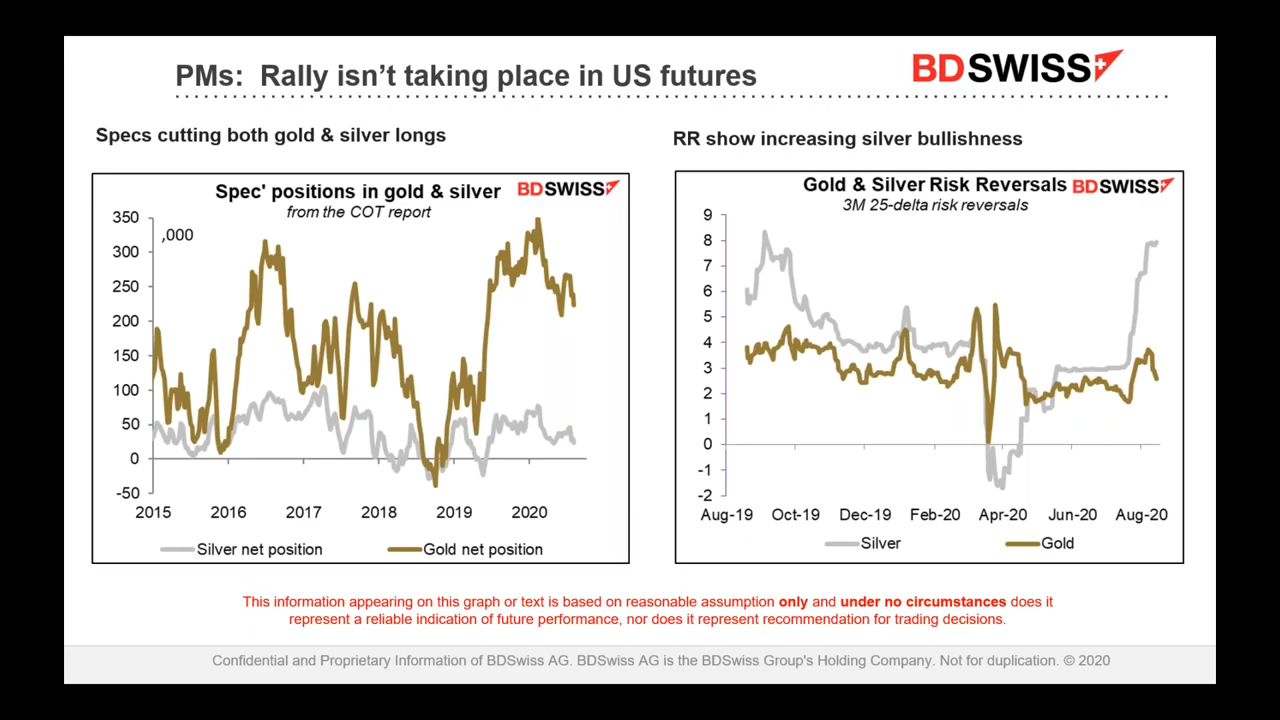 PMs: Rally isn’t taking place in US futures
BDSWISS
Specs cutting both gold & silver longs
Spec' positions in gold & silver
BDSWISS
from the COT report
,000
350
300
250
200
150
100
50
0
-50
2015 2016 2017 2018 2019 2020
Silver net position Gold net position
RR show increasing silver bullishness
Gold & Silver Risk Reversals
BDSWISS
3M 25-delta risk reversals
9
8
7
6
5
4
3
2
1
0
-1
-2
Aug-19 Oct-19 Dec-19 Feb-20 Apr-20 Jun-20 Aug-20
Silver Gold
This information appearing on this graph or text is based on reasonable assumption only and under no circumstances does it
represent a reliable indication of future performance, nor does it represent recommendation for trading decisions.
Confidential and Proprietary Information of BDSwiss AG. BDSwiss AG is the BDSwiss Group's Holding Company. Not for duplication. © 2020